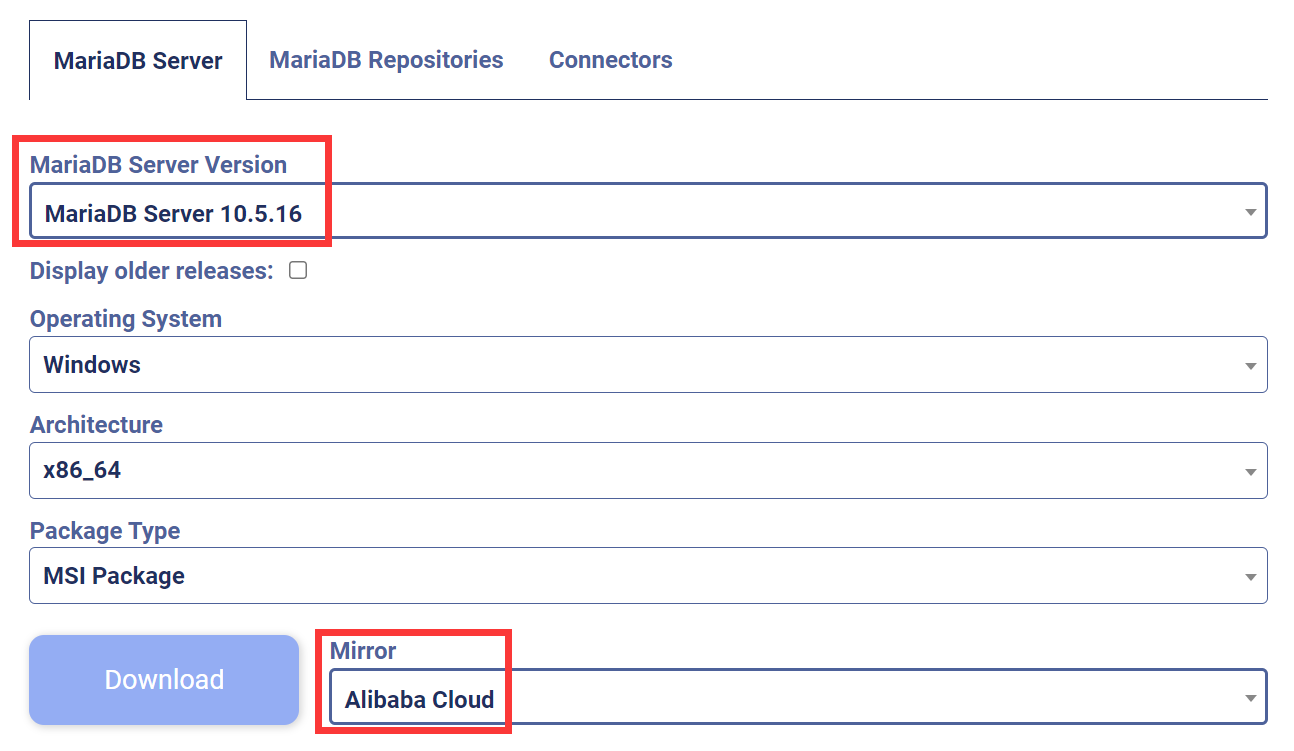 MariaDB Server MariaDB Repositories Connectors
MariaDB Server Version
MariaDB Server 10.5.16
Display older releases:
Operating System
Windows
Architecture
x86_64
Package Type
MSI Package
Download
Mirror
Alibaba Cloud